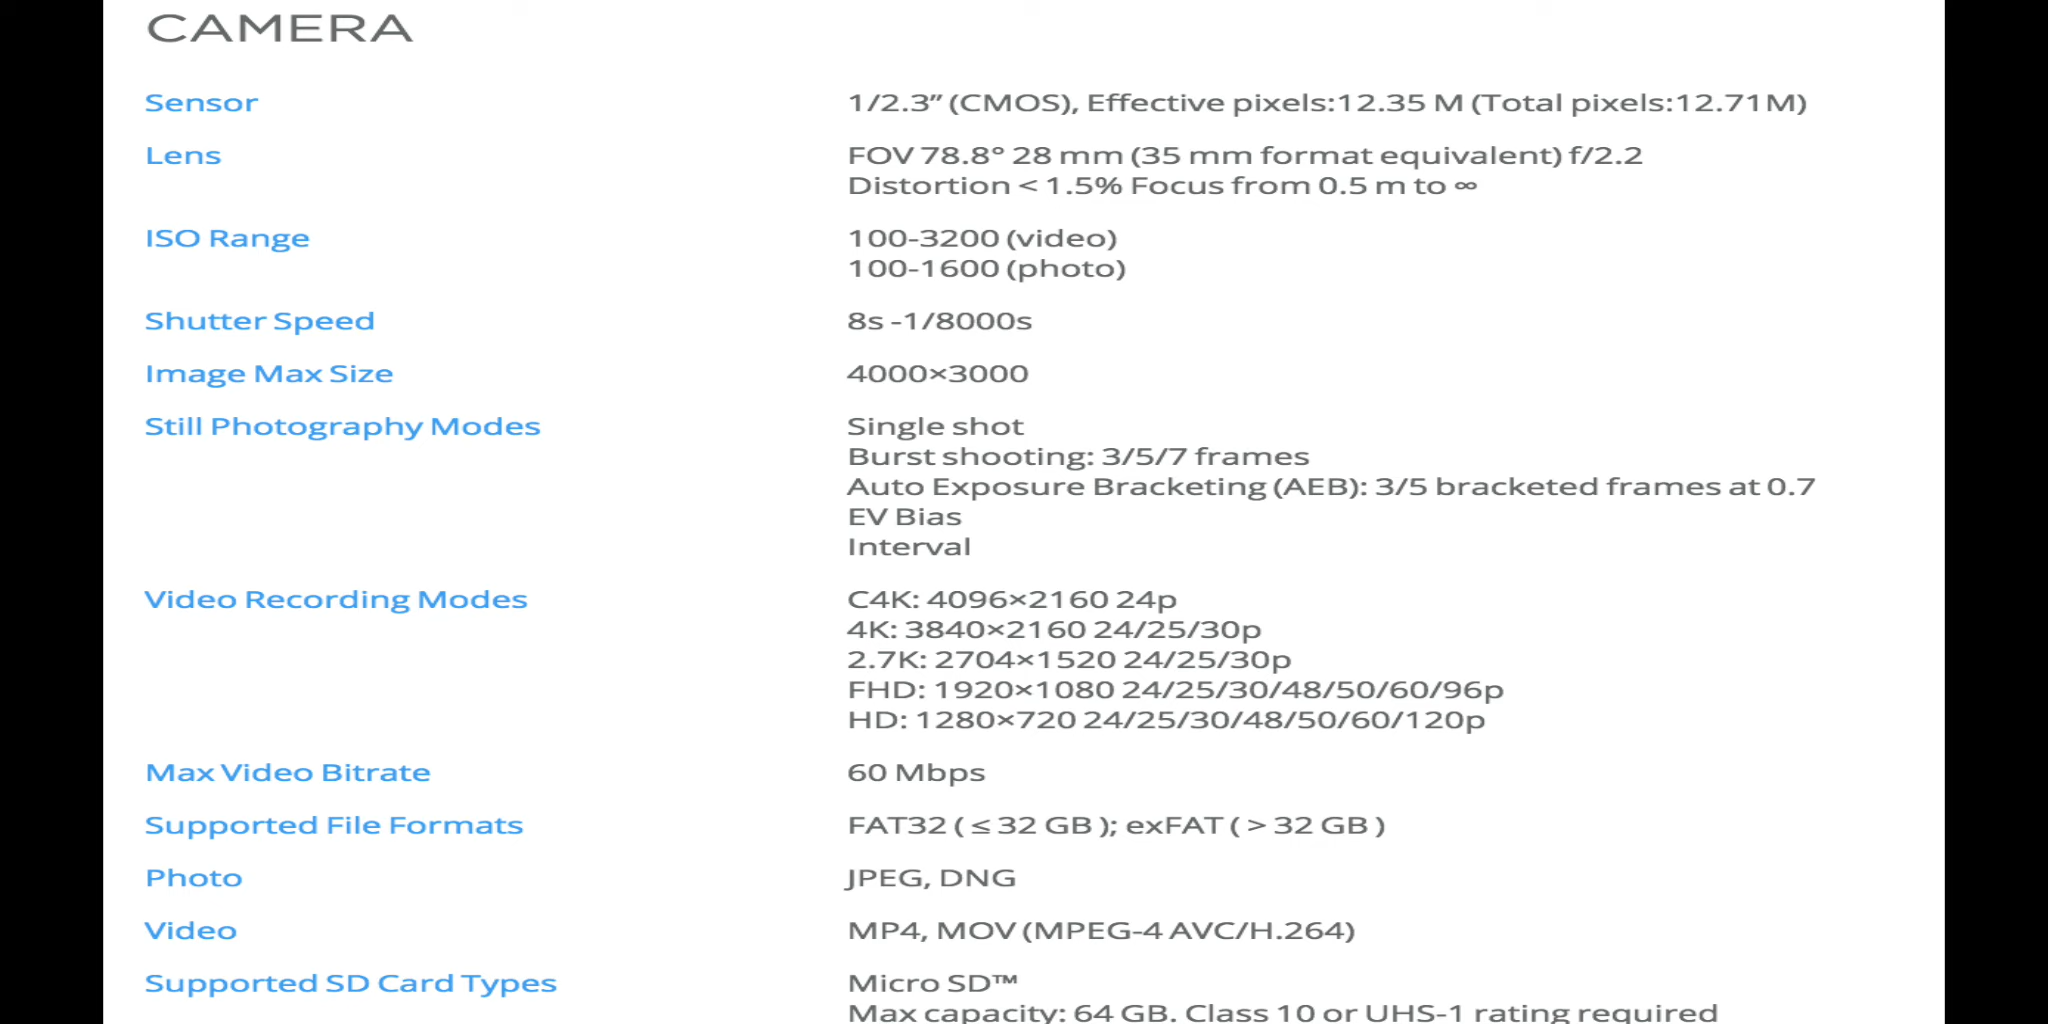 CAMERA
Sensor 1/2.3” (CMOS), Effective pixels:12.35 M (Total pixels:12.71M)
Lens FOV 78.8° 28 mm (35 mm format equivalent) f/2.2
Distortion < 1.5% Focus from 0.5 m to ∞
ISO Range 100-3200 (video)
100-1600 (photo)
Shutter Speed 8s -1/8000s
Image Max Size 4000×3000
Still Photography Modes Single shot
Burst shooting: 3/5/7 frames
Auto Exposure Bracketing (AEB): 3/5 bracketed frames at 0.7
EV Bias
Interval
Video Recording Modes C4K: 4096×2160 24p
4K: 3840×2160 24/25/30p
2.7K: 2704×1520 24/25/30p
FHD: 1920×1080 24/25/30/48/50/60/96p
HD: 1280×720 24/25/30/48/50/60/120p
Max Video Bitrate 60 Mbps
Supported File Formats FAT32 ( ≤ 32 GB ); exFAT ( > 32 GB )
Photo JPEG, DNG
Video MP4, MOV (MPEG-4 AVC/H.264)
Supported SD Card Types Micro SD™
Max capacity: 64 GB. Class 10 or UHS-1 rating required